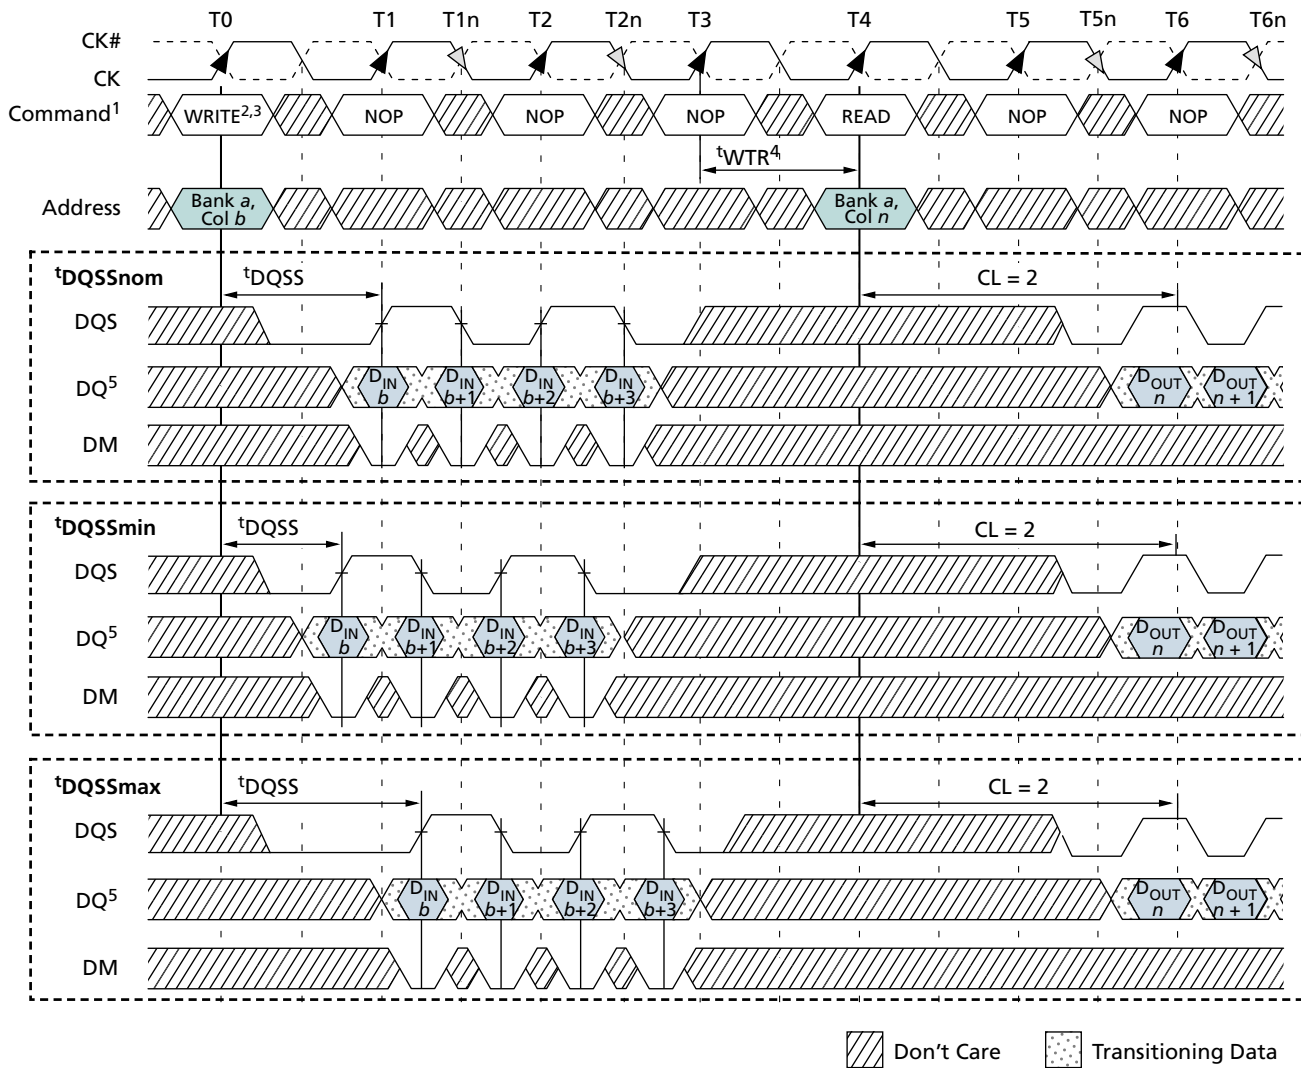 T0 T1 T1n T2 T2n T3 T4 T5 T5n T6 T6n
CK#
CK
Command1 WRITE2,3 NOP NOP NOP READ NOP NOP
tWTR4
Address Bank a, Col b Bank a, Col n
tDQSSnom tDQSS CL = 2
DQS
DQ5 DIN b DIN b+1 DIN b+2 DIN b+3 DOUT n DOUT n + 1
DM
tDQSSmin tDQSS CL = 2
DQS
DQ5 DIN b DIN b+1 DIN b+2 DIN b+3 DOUT n DOUT n + 1
DM
tDQSSmax tDQSS CL = 2
DQS
DQ5 DIN b DIN b+1 DIN b+2 DIN b+3 DOUT n DOUT n + 1
DM
Don't Care Transitioning Data